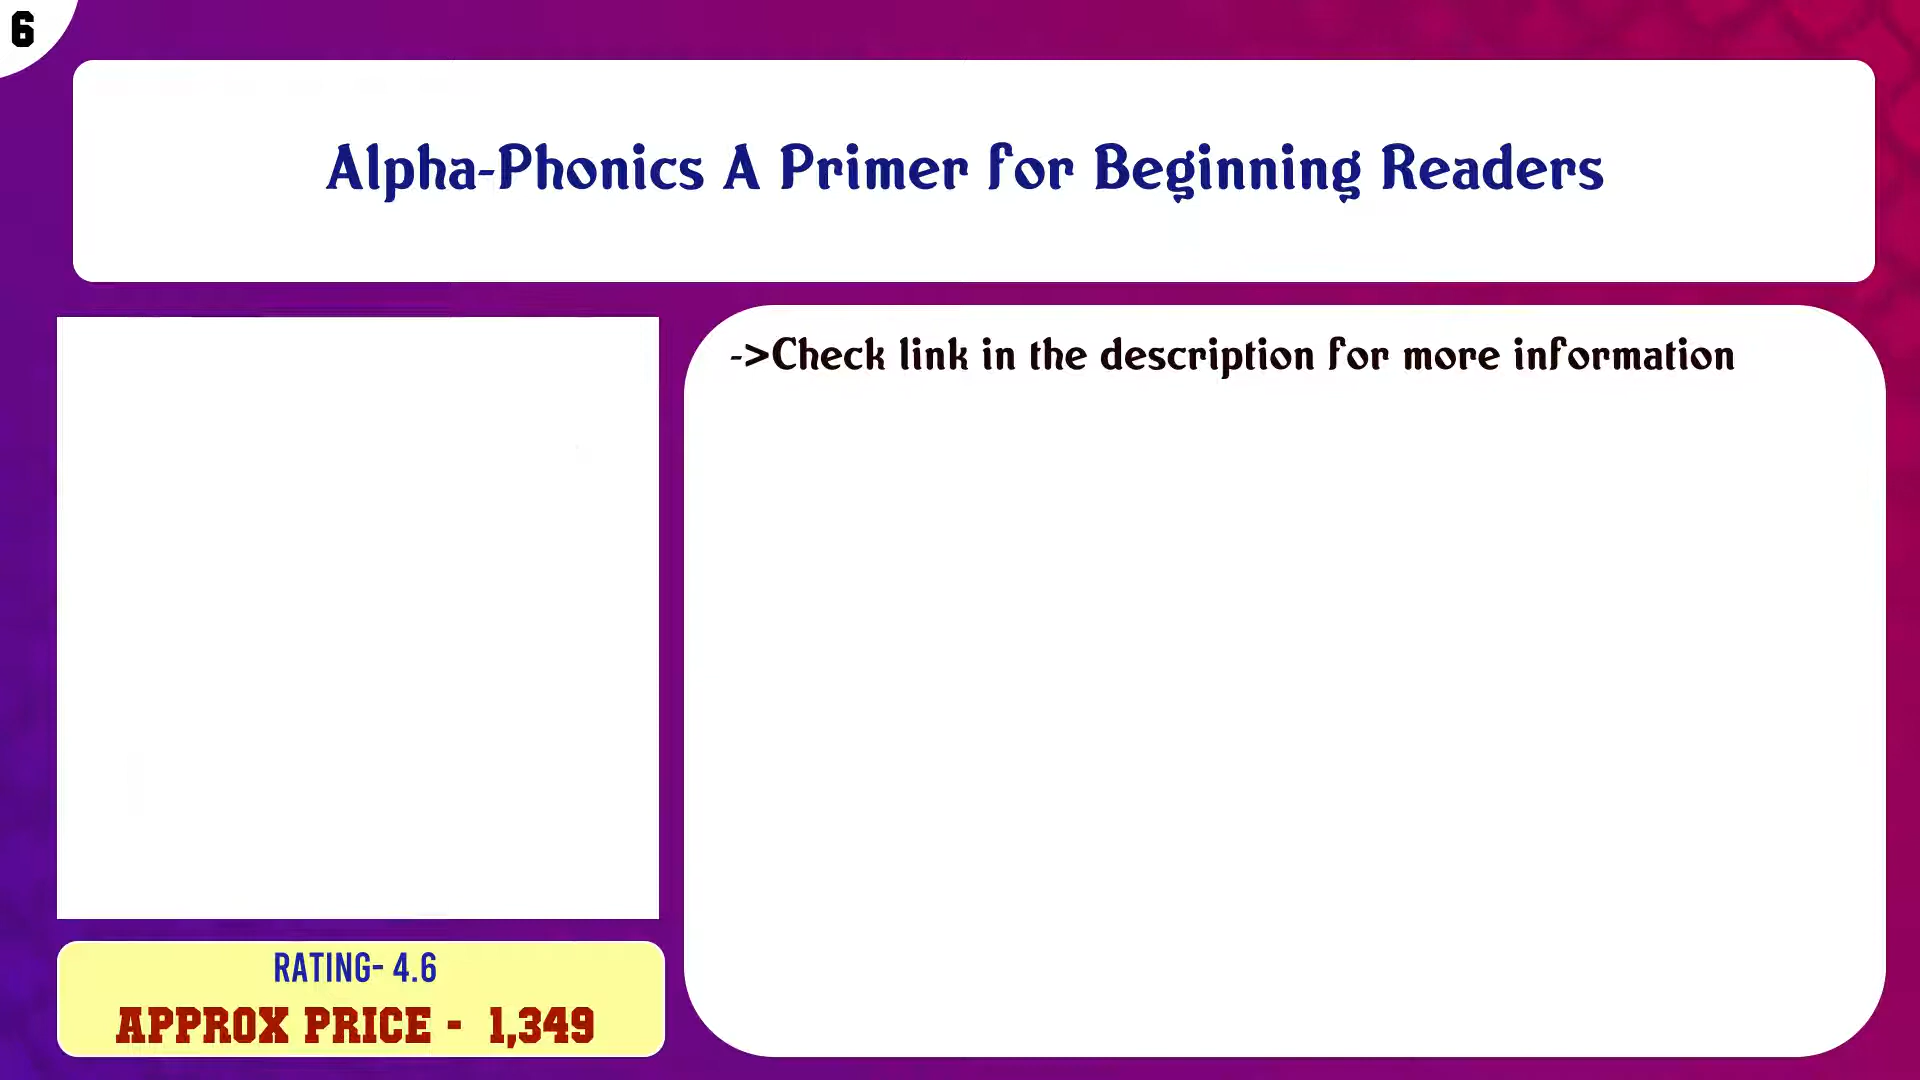 6
Alpha-Phonics A Primer for Beginning Readers
->Check link in the description for more information
RATING- 4.6
APPROX PRICE - 1,349